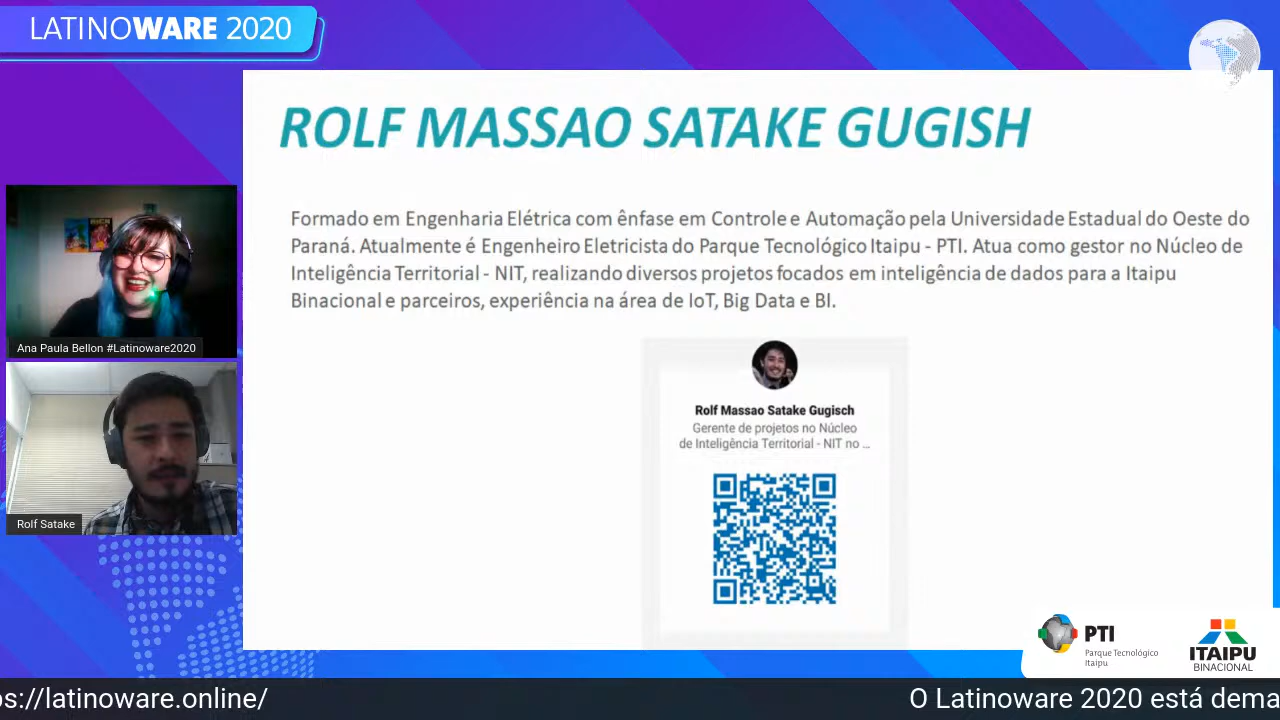 LATINOWARE 2020
ROLF MASSAO SATAKE GUGISH
Formado em Engenharia Elétrica com ênfase em Controle e Automação pela Universidade Estadual do Oeste do
Paraná. Atualmente é Engenheiro Eletricista do Parque Tecnológico Itaipu - PTI. Atua como gestor no Núcleo de
Inteligência Territorial - NIT, realizando diversos projetos focados em inteligência de dados para a Itaipu
Binacional e parceiros, experiência na área de IoT, Big Data e BI.
Ana Paula Bellon #Latinoware2020
Rolf Satake
Rolf Massao Satake Gugisch
Gerente de projetos no Núcleo
de Inteligência Territorial - NIT no ...
PTI
Parque Tecnológico
Itaipu
ITAIPU
BINACIONAL
ps://latinoware.online/
O Latinoware 2020 está dema